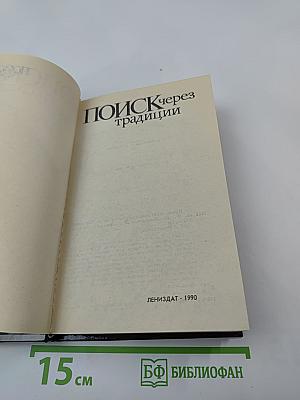 ПОИСК через
традиции
ЛЕНИЗДАТ · 1990
15 см
БФ БИБЛИОФАН